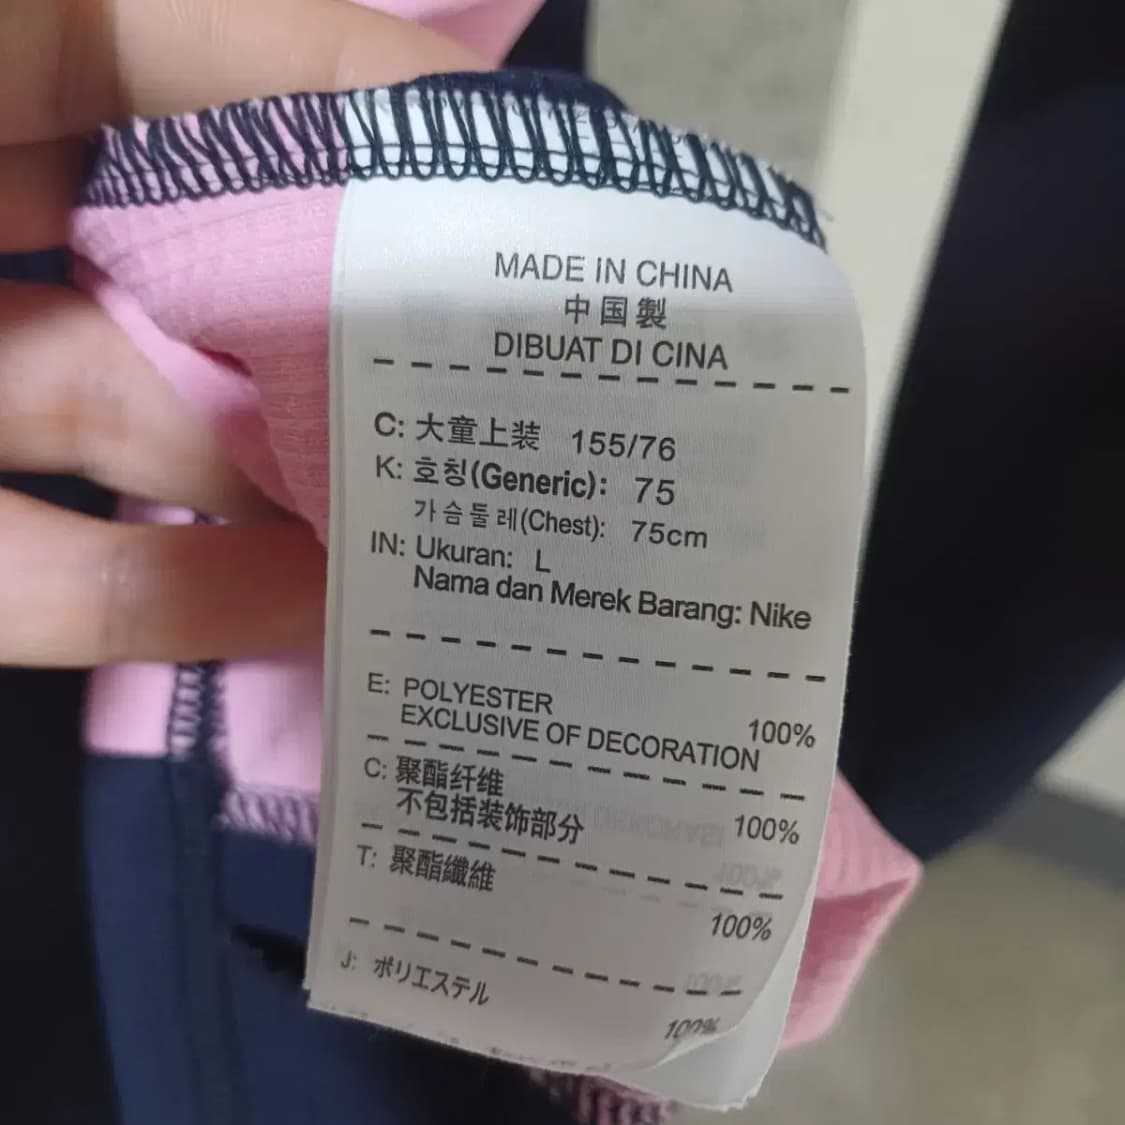 MADE IN CHINA
中国製
DIBUAT DI CINA
C: 大童上装 155/76
K: 호칭(Generic): 75
가슴둘레(Chest): 75cm
IN: Ukuran: L
Nama dan Merek Barang: Nike
E: POLYESTER 100%
EXCLUSIVE OF DECORATION
C: 聚酯纤维 100%
不包括装饰部分
T: 聚酯纖維 100%
J: ポリエステル 100%